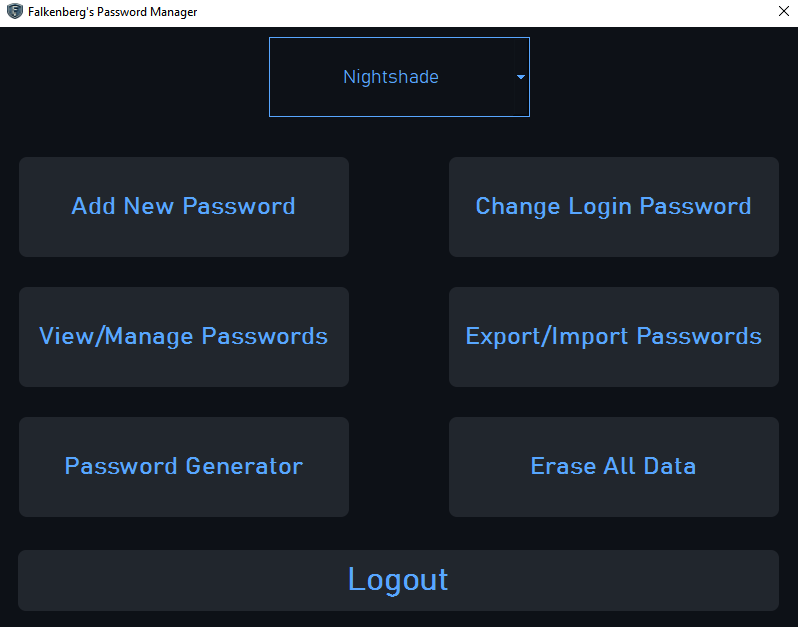 Falkenberg's Password Manager
Nightshade
Add New Password
Change Login Password
View/Manage Passwords
Export/Import Passwords
Password Generator
Erase All Data
Logout